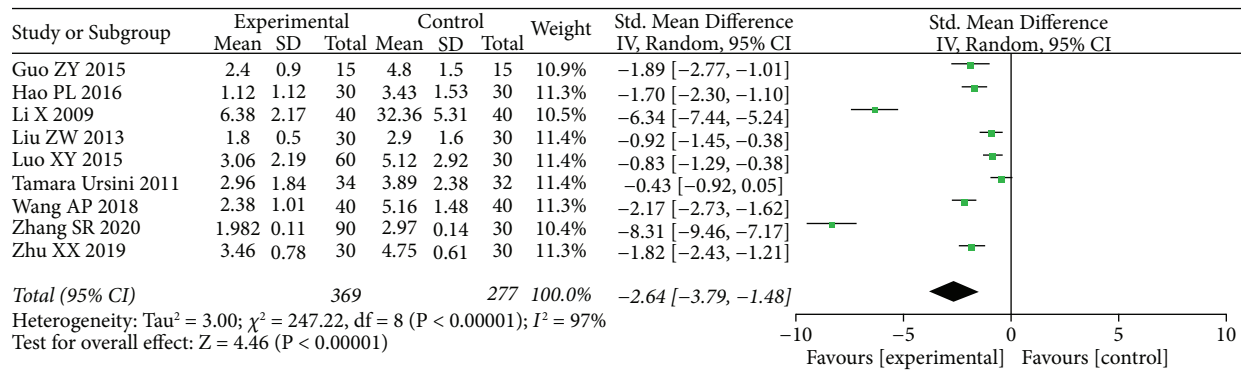 Study or Subgroup Experimental Control Weight Std. Mean Difference Std. Mean Difference
Mean SD Total Mean SD Total IV, Random, 95% CI IV, Random, 95% CI
Guo ZY 2015 2.4 0.9 15 4.8 1.5 15 10.9% −1.89 [−2.77, −1.01]
Hao PL 2016 1.12 1.12 30 3.43 1.53 30 11.3% −1.70 [−2.30, −1.10]
Li X 2009 6.38 2.17 40 32.36 5.31 40 10.5% −6.34 [−7.44, −5.24]
Liu ZW 2013 1.8 0.5 30 2.9 1.6 30 11.4% −0.92 [−1.45, −0.38]
Luo XY 2015 3.06 2.19 60 5.12 2.92 30 11.4% −0.83 [−1.29, −0.38]
Tamara Ursini 2011 2.96 1.84 34 3.89 2.38 32 11.4% −0.43 [−0.92, 0.05]
Wang AP 2018 2.38 1.01 40 5.16 1.48 40 11.3% −2.17 [−2.73, −1.62]
Zhang SR 2020 1.982 0.11 90 2.97 0.14 30 10.4% −8.31 [−9.46, −7.17]
Zhu XX 2019 3.46 0.78 30 4.75 0.61 30 11.3% −1.82 [−2.43, −1.21]
Total (95% CI) 369 277 100.0% −2.64 [−3.79, −1.48]
Heterogeneity: Tau² = 3.00; χ² = 247.22, df = 8 (P < 0.00001); I² = 97%
Test for overall effect: Z = 4.46 (P < 0.00001)
−10 −5 0 5 10
Favours [experimental] Favours [control]